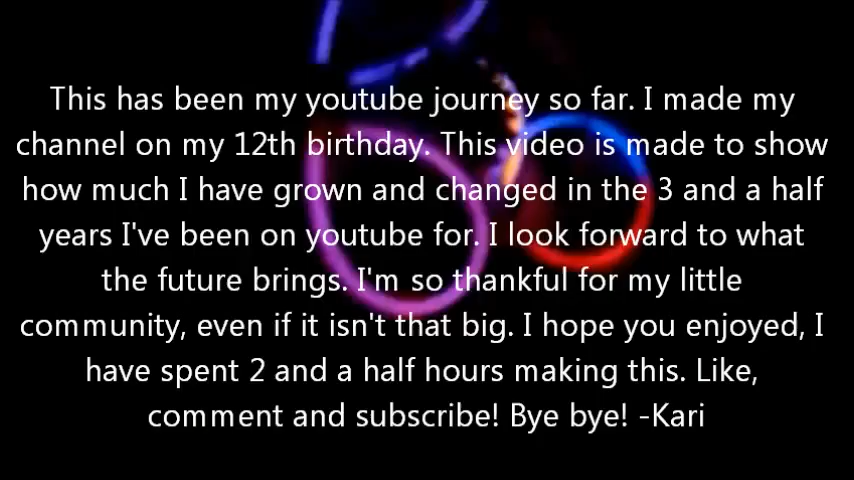 This has been my youtube journey so far. I made my
channel on my 12th birthday. This video is made to show
how much I have grown and changed in the 3 and a half
years I've been on youtube for. I look forward to what
the future brings. I'm so thankful for my little
community, even if it isn't that big. I hope you enjoyed, I
have spent 2 and a half hours making this. Like,
comment and subscribe! Bye bye! -Kari